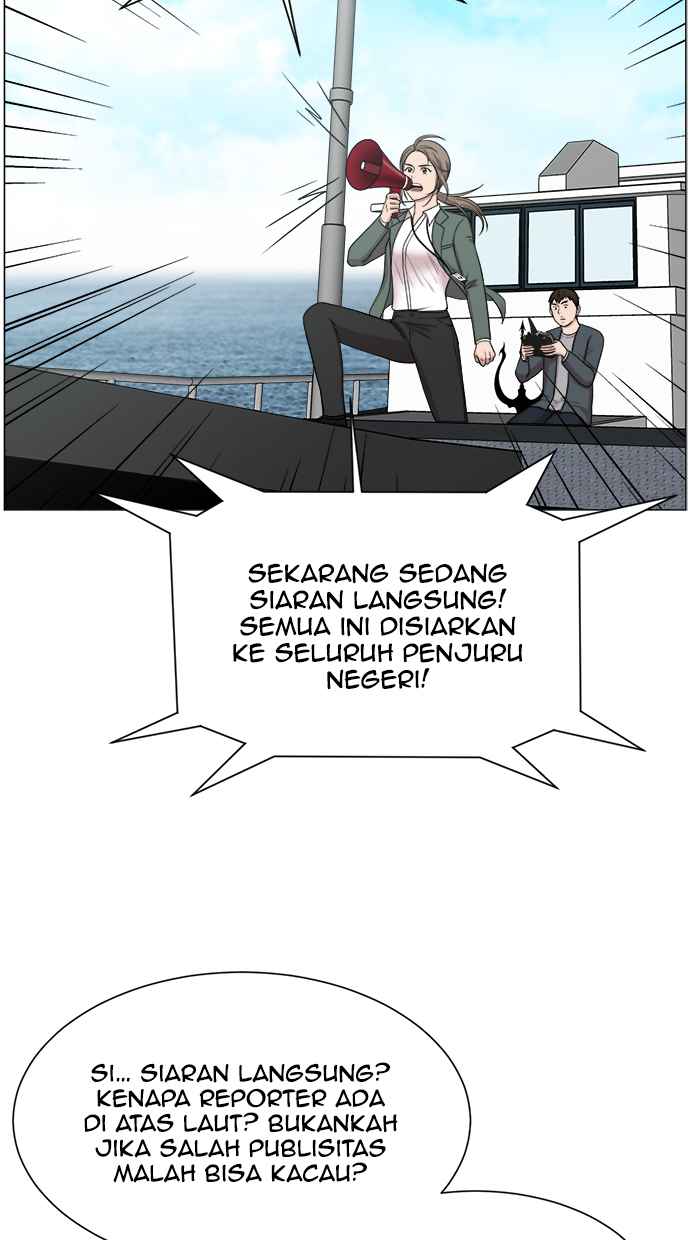 SEKARANG SEDANG
SIARAN LANGSUNG!
SEMUA INI DISIARKAN
KE SELURUH PENJURU
NEGERI!
SI... SIARAN LANGSUNG?
KENAPA REPORTER ADA
DI ATAS LAUT? BUKANKAH
JIKA SALAH PUBLISITAS
MALAH BISA KACAU?